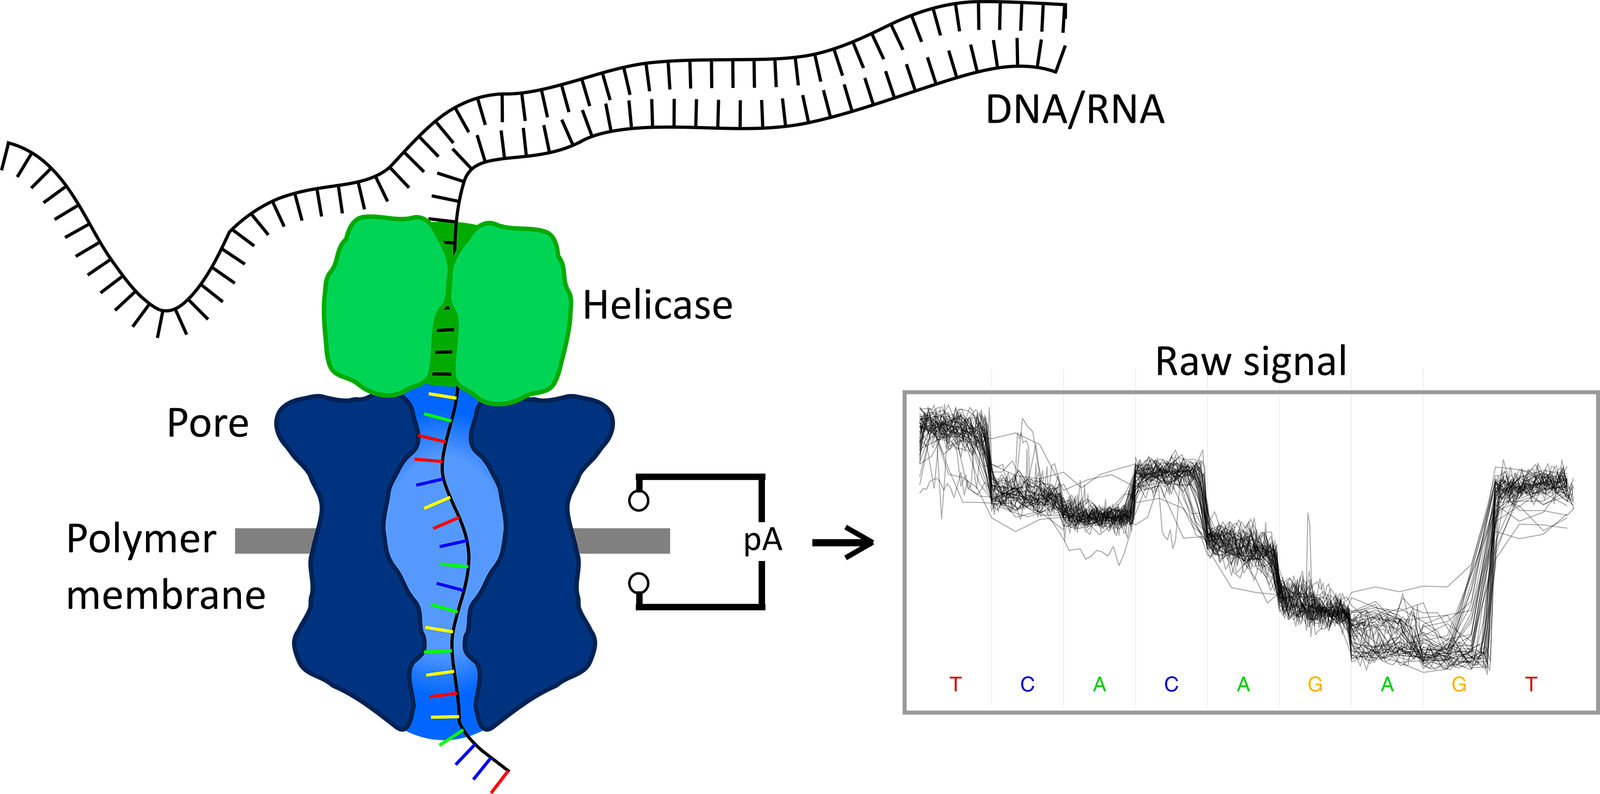 DNA/RNA
Helicase
Raw signal
Pore
Polymer
membrane
pA
T C A C A G A G T